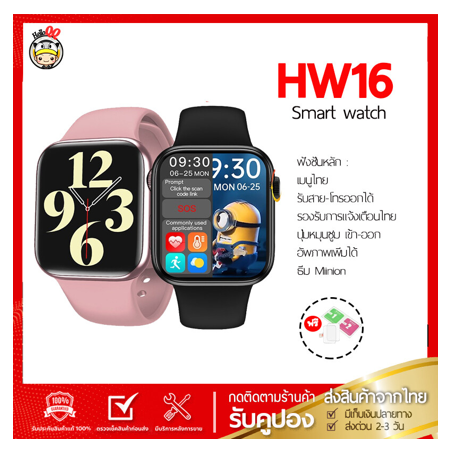 HelloOO
HW16
Smart watch
ฟังชันหลัก :
เมนูไทย
รับสาย-โทรออกได้
รองรับการแจ้งเตือนไทย
ปุ่มหมุนซูม เข้า-ออก
อัพภาพเพิ่มได้
ธีม Miinion
12
3
6
9
09:30
06-25 MON
Prompt
Click the scan
code link
SOS
Commonly used
applications
9:30
MON 06-25
ฟรี
100%
GUARANTEE
รับประกันสินค้าแท้ 100%
ตรวจเช็คสินค้าก่อนส่ง
มีบริการหลังการขาย
กดติดตามร้านค้า
รับคูปอง
ส่งสินค้าจากไทย
มีเก็บเงินปลายทาง
ส่งด่วน 2-3 วัน